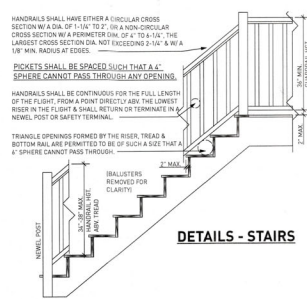 HANDRAILS SHALL HAVE EITHER A CIRCULAR CROSS
SECTION W/ A DIA. OF 1-1/4" TO 2", OR A NON-CIRCULAR
CROSS SECTION W/ A PERIMETER DIM. OF 4" TO 6-1/4", THE
LARGEST CROSS SECTION DIA. NOT EXCEEDING 2-1/4" & W/ A
1/8" MIN. RADIUS AT EDGES.
PICKETS SHALL BE SPACED SUCH THAT A 4"
SPHERE CANNOT PASS THROUGH ANY OPENING.
HANDRAILS SHALL BE CONTINUOUS FOR THE FULL LENGTH
OF THE FLIGHT, FROM A POINT DIRECTLY ABV. THE LOWEST
RISER IN THE FLIGHT & SHALL RETURN OR TERMINATE IN A
NEWEL POST OR SAFETY TERMINAL.
TRIANGLE OPENINGS FORMED BY THE RISER, TREAD &
BOTTOM RAIL ARE PERMITTED TO BE OF SUCH A SIZE THAT A
6" SPHERE CANNOT PASS THROUGH.
36" MIN.
2" MAX.
2" MAX.
(BALUSTERS
REMOVED FOR
CLARITY)
34"-38" MAX.
HANDRAIL HGT.
ABV. TREAD
NEWEL POST
DETAILS - STAIRS